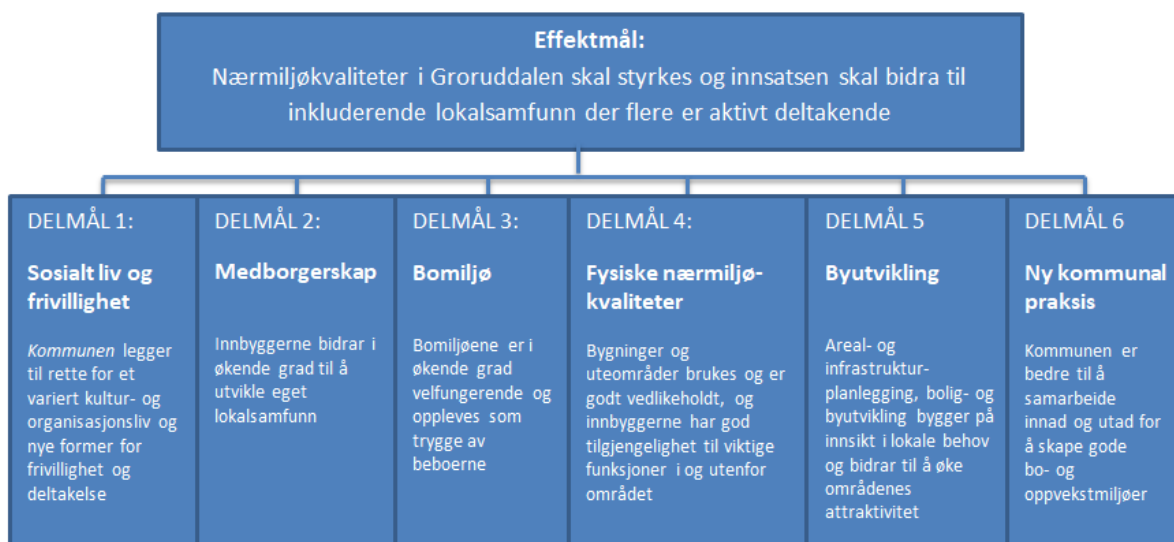 Effektmål:
Nærmiljøkvaliteter i Groruddalen skal styrkes og innsatsen skal bidra til
inkluderende lokalsamfunn der flere er aktivt deltakende
DELMÅL 1:
Sosialt liv og
frivillighet
Kommunen legger
til rette for et
variert kultur- og
organisasjonsliv og
nye former for
frivillighet og
deltakelse
DELMÅL 2:
Medborgerskap
Innbyggerne bidrar i
økende grad til å
utvikle eget
lokalsamfunn
DELMÅL 3:
Bomiljø
Bomiljøene er i
økende grad
velfungerende og
oppleves som
trygge av
beboerne
DELMÅL 4:
Fysiske nærmiljø-
kvaliteter
Bygninger og
uteområder brukes og er
godt vedlikeholdt, og
innbyggerne har god
tilgjengelighet til viktige
funksjoner i og utenfor
området
DELMÅL 5
Byutvikling
Areal- og
infrastruktur-
planlegging, bolig- og
byutvikling bygger på
innsikt i lokale behov
og bidrar til å øke
områdenes
attraktivitet
DELMÅL 6
Ny kommunal
praksis
Kommunen er
bedre til å
samarbeide
innad og utad for
å skape gode
bo- og
oppvekstmiljøer